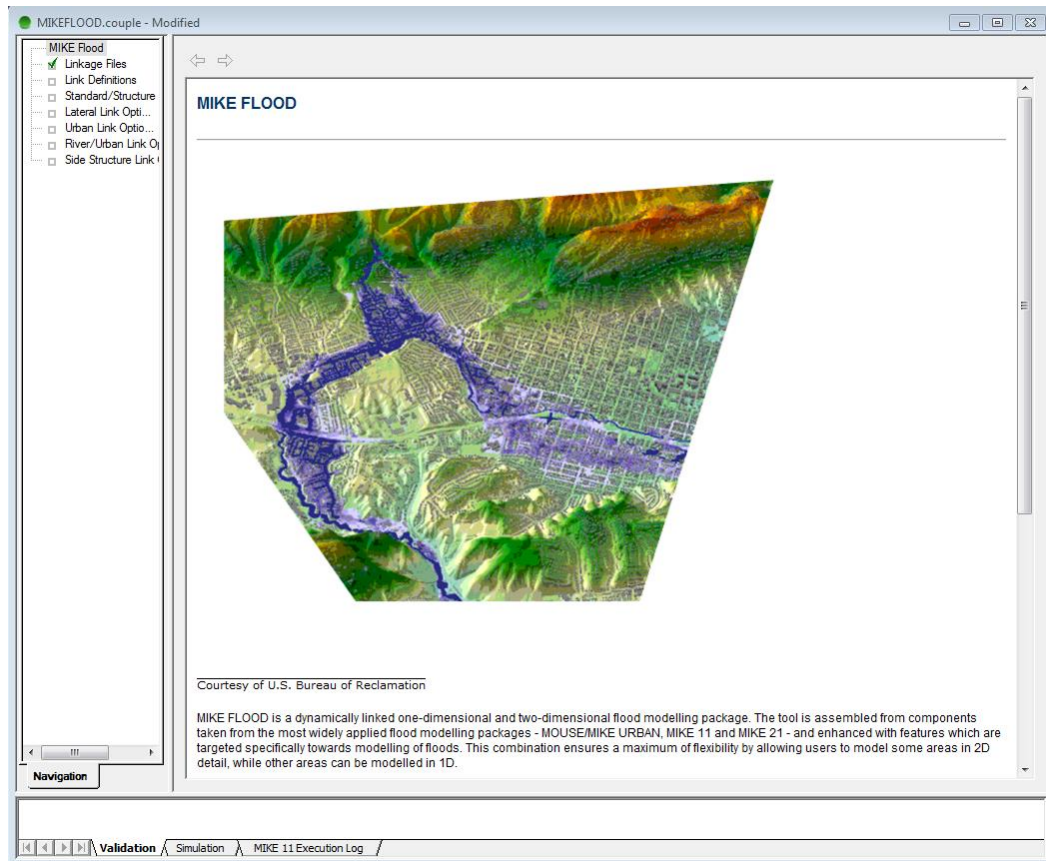 MIKEFLOOD.couple - Modified
MIKE Flood
Linkage Files
Link Definitions
Standard/Structure
Lateral Link Opti...
Urban Link Optio...
River/Urban Link O
Side Structure Link
Navigation
MIKE FLOOD
Courtesy of U.S. Bureau of Reclamation
MIKE FLOOD is a dynamically linked one-dimensional and two-dimensional flood modelling package. The tool is assembled from components
taken from the most widely applied flood modelling packages - MOUSE/MIKE URBAN, MIKE 11 and MIKE 21 - and enhanced with features which are
targeted specifically towards modelling of floods. This combination ensures a maximum of flexibility by allowing users to model some areas in 2D
detail, while other areas can be modelled in 1D.
Validation
Simulation
MIKE 11 Execution Log